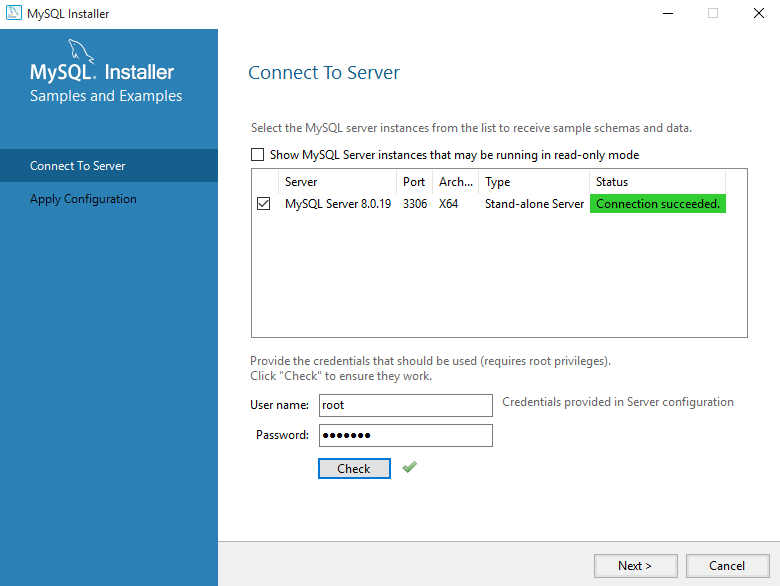 MySQL Installer
MySQL. Installer
Samples and Examples
Connect To Server
Apply Configuration
Connect To Server
Select the MySQL server instances from the list to receive sample schemas and data.
Show MySQL Server instances that may be running in read-only mode
Server Port Arch... Type Status
MySQL Server 8.0.19 3306 X64 Stand-alone Server Connection succeeded.
Provide the credentials that should be used (requires root privileges).
Click "Check" to ensure they work.
User name: root Credentials provided in Server configuration
Password: ●●●●●●●
Check
Next > Cancel